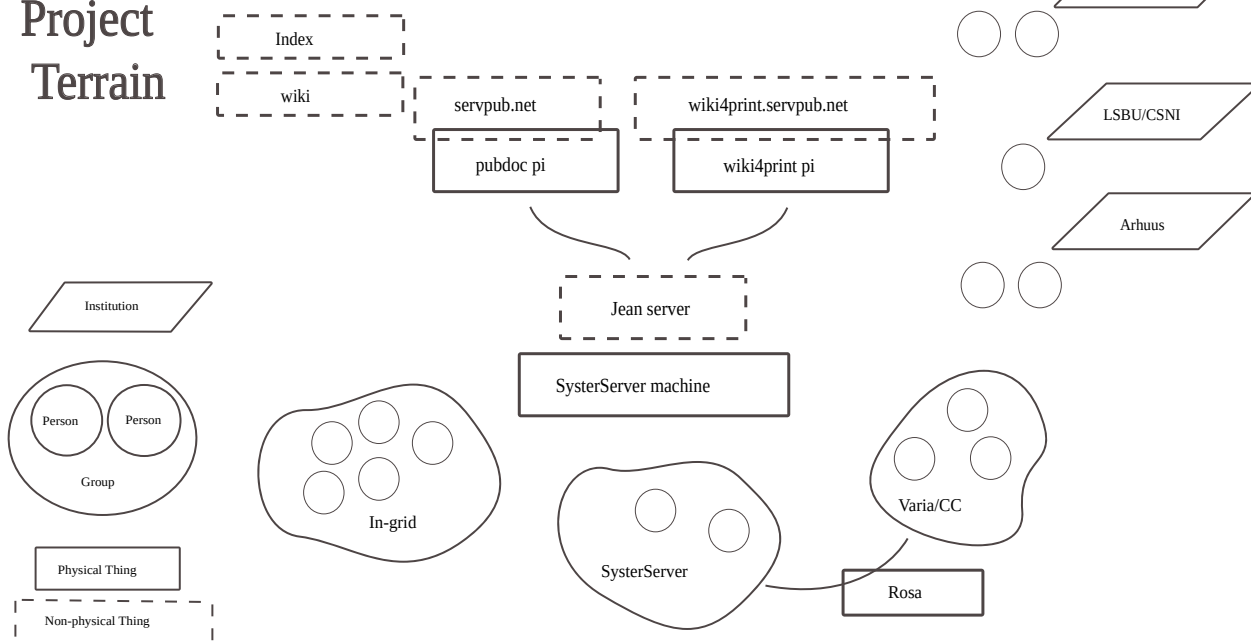 Project
Terrain
Index
wiki
servpub.net
wiki4print.servpub.net
pubdoc pi
wiki4print pi
LSBU/CSNI
Arhuus
Jean server
SysterServer machine
Institution
Person
Person
Group
In-grid
SysterServer
Varia/CC
Rosa
Physical Thing
Non-physical Thing